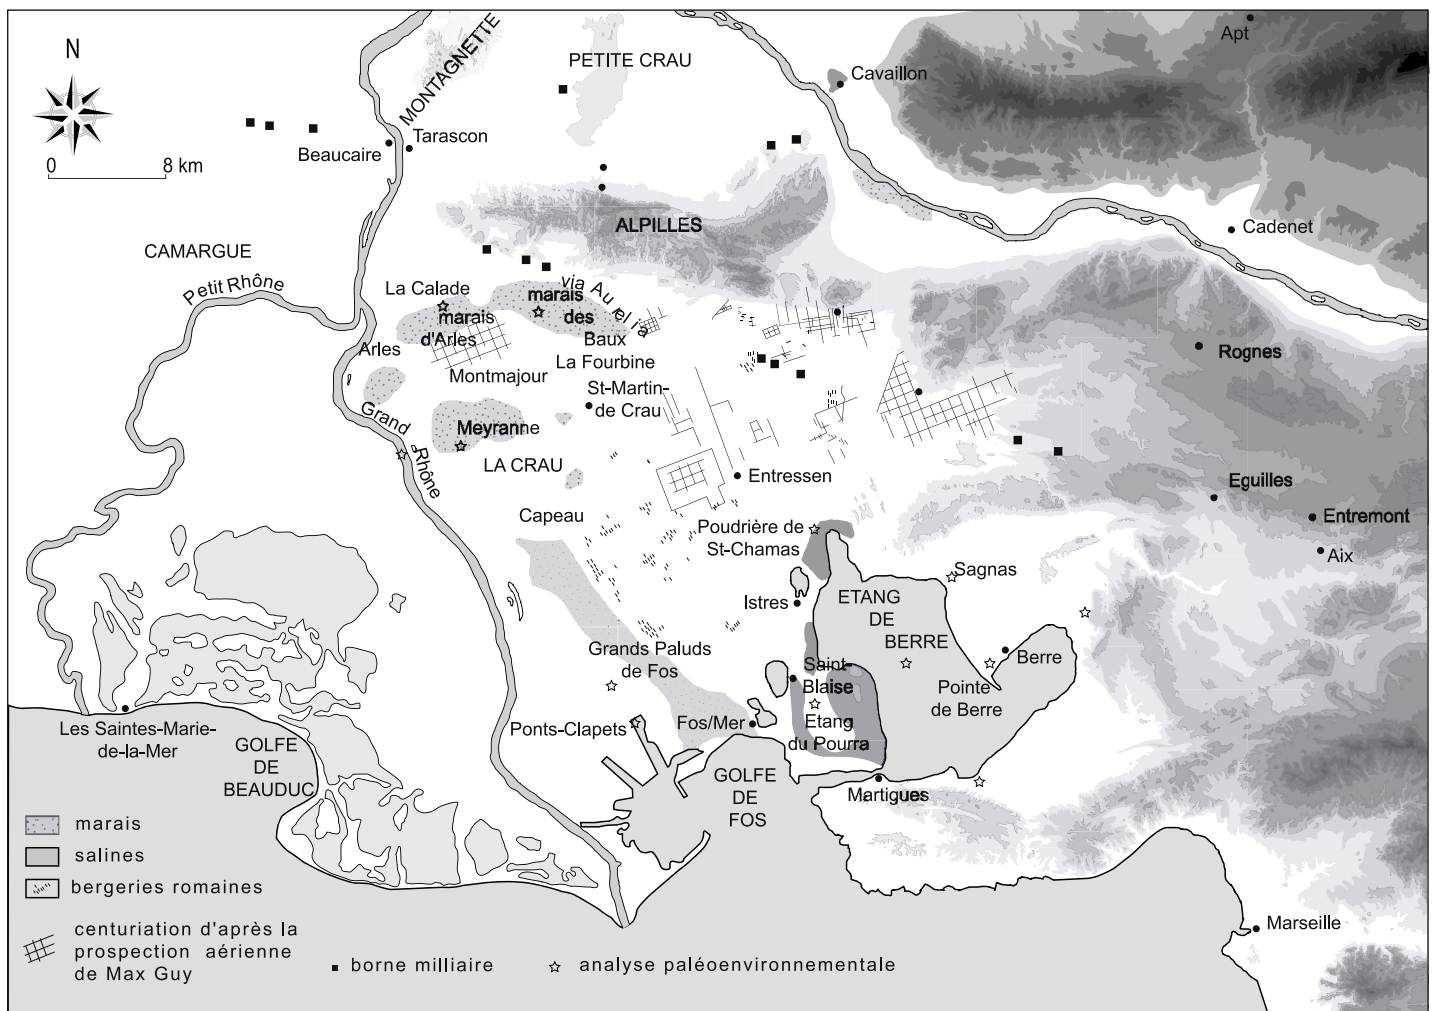 N
0 8 km
MONTAGNETTE
PETITE CRAU
Cavaillon
Apt
Beaucaire
Tarascon
CAMARGUE
Petit Rhône
ALPILLES
Cadenet
La Calade
marais
d'Arles
via Aurelia
marais
des
Baux
Arles
Montmajour
La Fourbine
St-Martin-
de Crau
Rognes
Grand Rhône
Meyranne
LA CRAU
Entressen
Eguilles
Entremont
Aix
Capeau
Poudrière de
St-Chamas
Sagnas
Istres
ETANG
DE
BERRE
Berre
Grands Paluds
de Fos
Saint-
Blaise
Pointe
de Berre
Ponts-Clapets
Fos/Mer
Etang
du Pourra
Les Saintes-Marie-
de-la-Mer
GOLFE
DE
BEAUDUC
GOLFE
DE
FOS
Martigues
Marseille
marais
salines
bergeries romaines
centuriation d'après la
prospection aérienne
de Max Guy
borne milliaire
analyse paléoenvironnementale